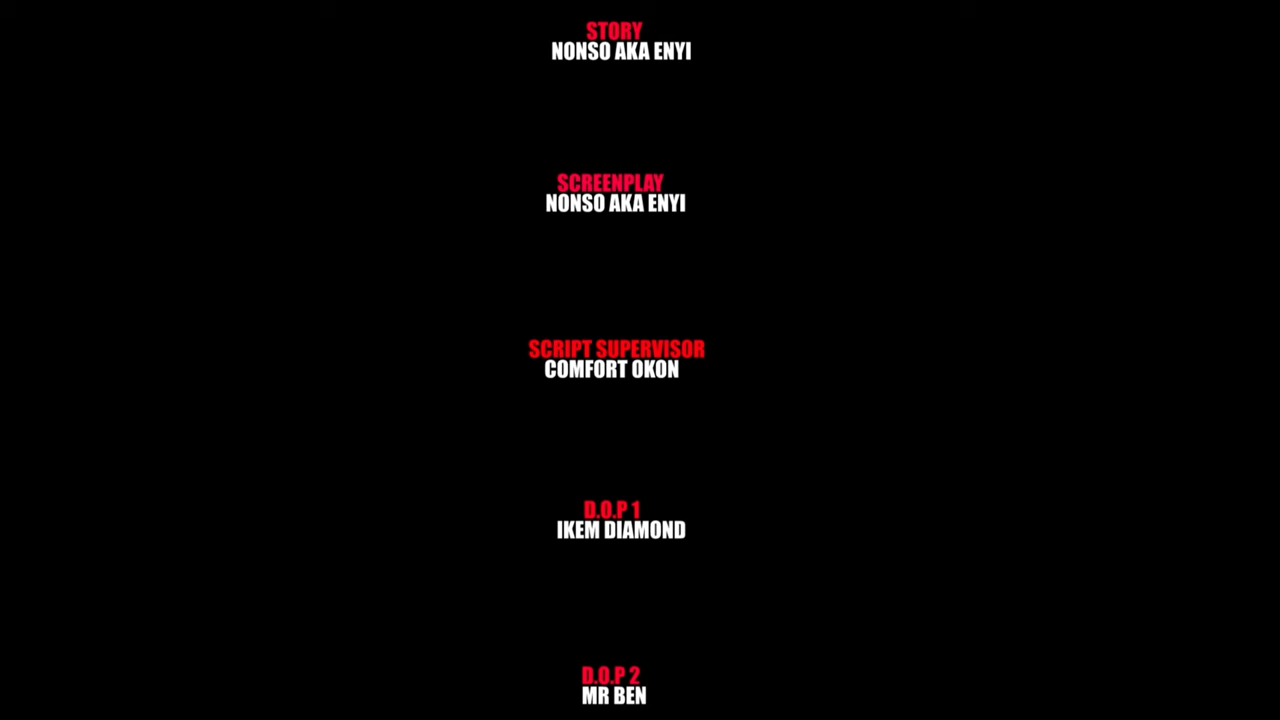 STORY
NONSO AKA ENYI
SCREENPLAY
NONSO AKA ENYI
SCRIPT SUPERVISOR
COMFORT OKON
D.O.P 1
IKEM DIAMOND
D.O.P 2
MR BEN